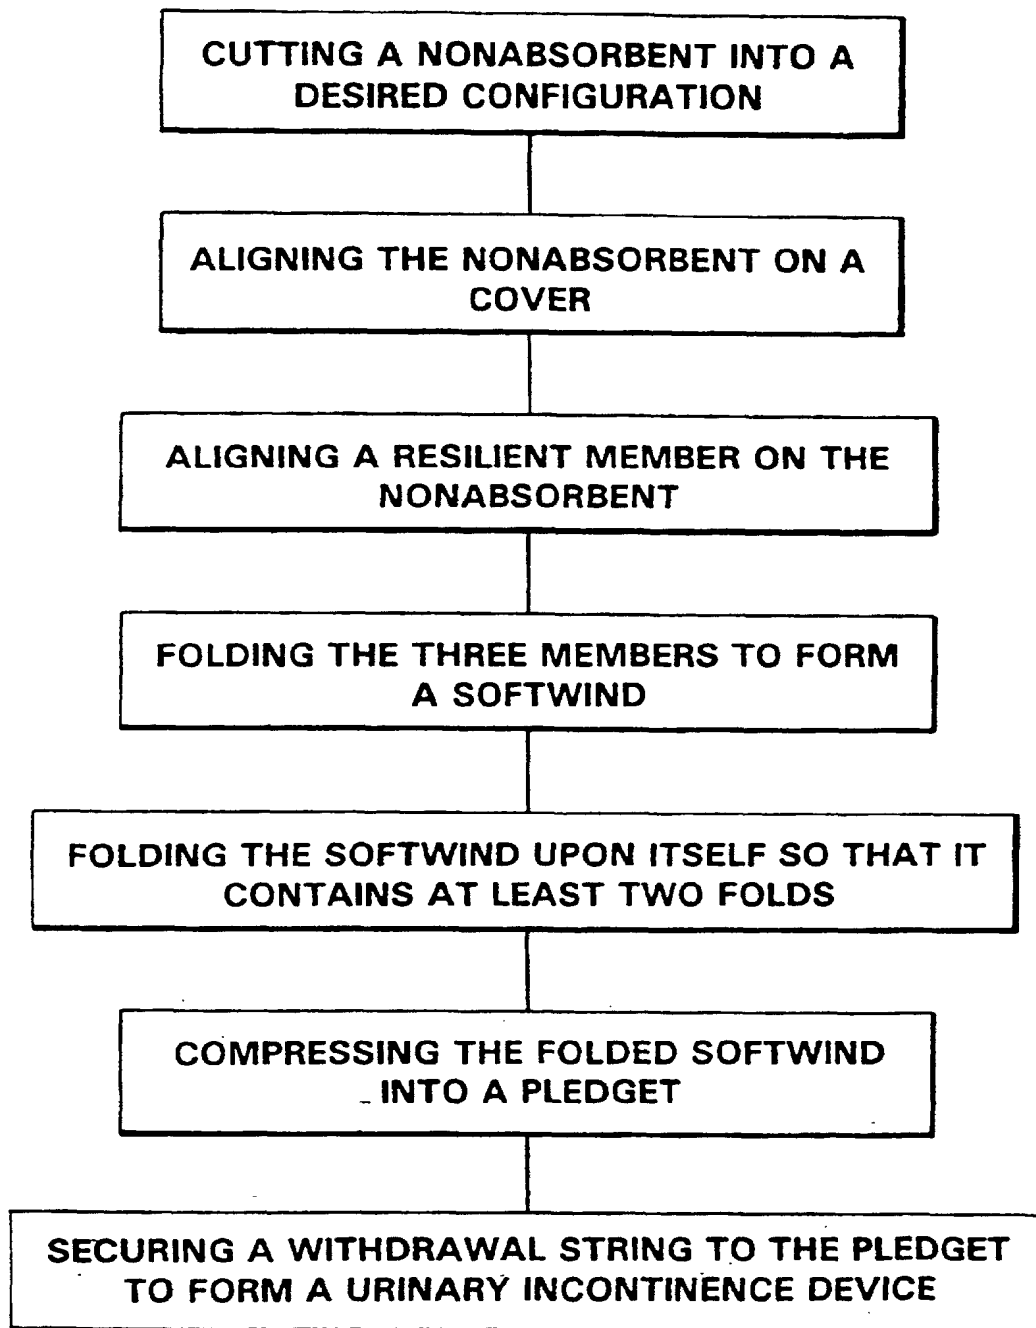 CUTTING A NONABSORBENT INTO A
DESIRED CONFIGURATION
ALIGNING THE NONABSORBENT ON A
COVER
ALIGNING A RESILIENT MEMBER ON THE
NONABSORBENT
FOLDING THE THREE MEMBERS TO FORM
A SOFTWIND
FOLDING THE SOFTWIND UPON ITSELF SO THAT IT
CONTAINS AT LEAST TWO FOLDS
COMPRESSING THE FOLDED SOFTWIND
INTO A PLEDGET
SECURING A WITHDRAWAL STRING TO THE PLEDGET
TO FORM A URINARY INCONTINENCE DEVICE